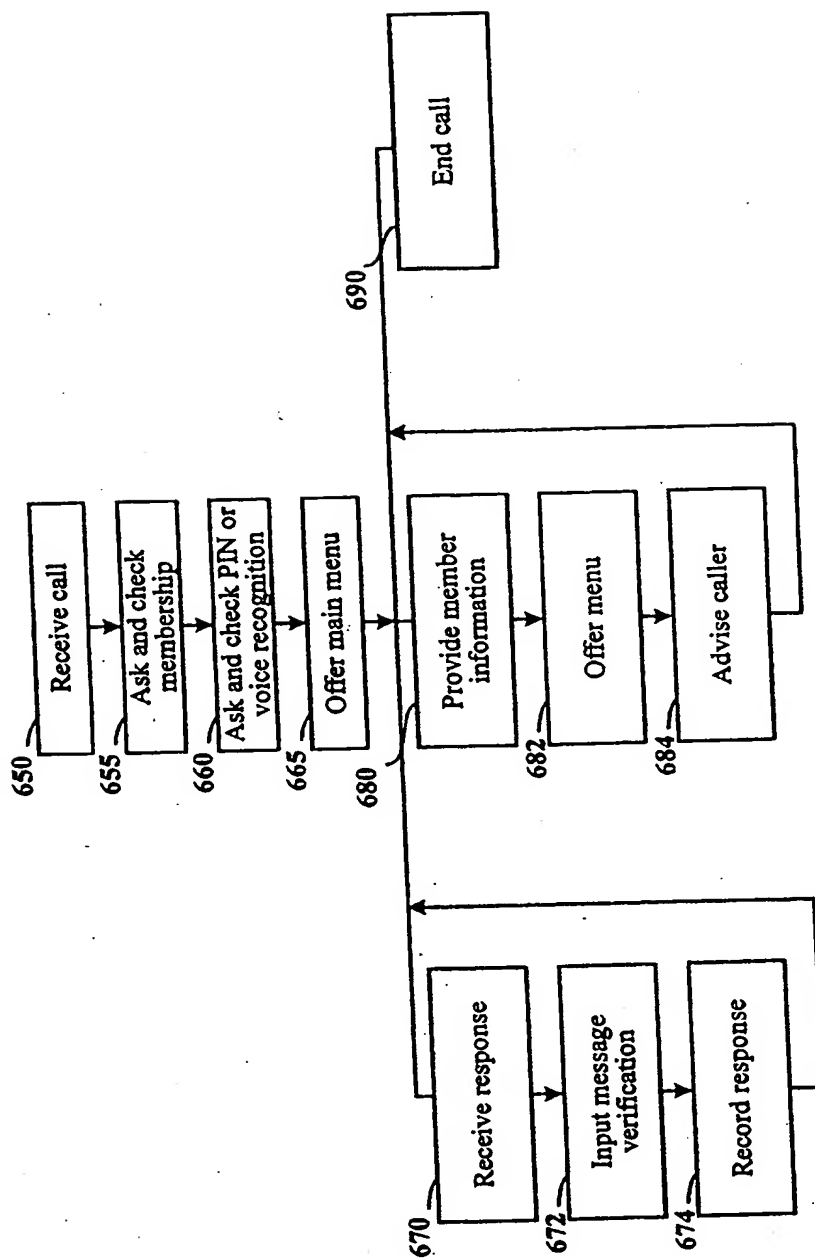 650
Receive call
655
Ask and check
membership
660
Ask and check PIN or
voice recognition
665
Offer main menu
670
Receive response
672
Input message
verification
674
Record response
680
Provide member
information
682
Offer menu
684
Advise caller
690
End call